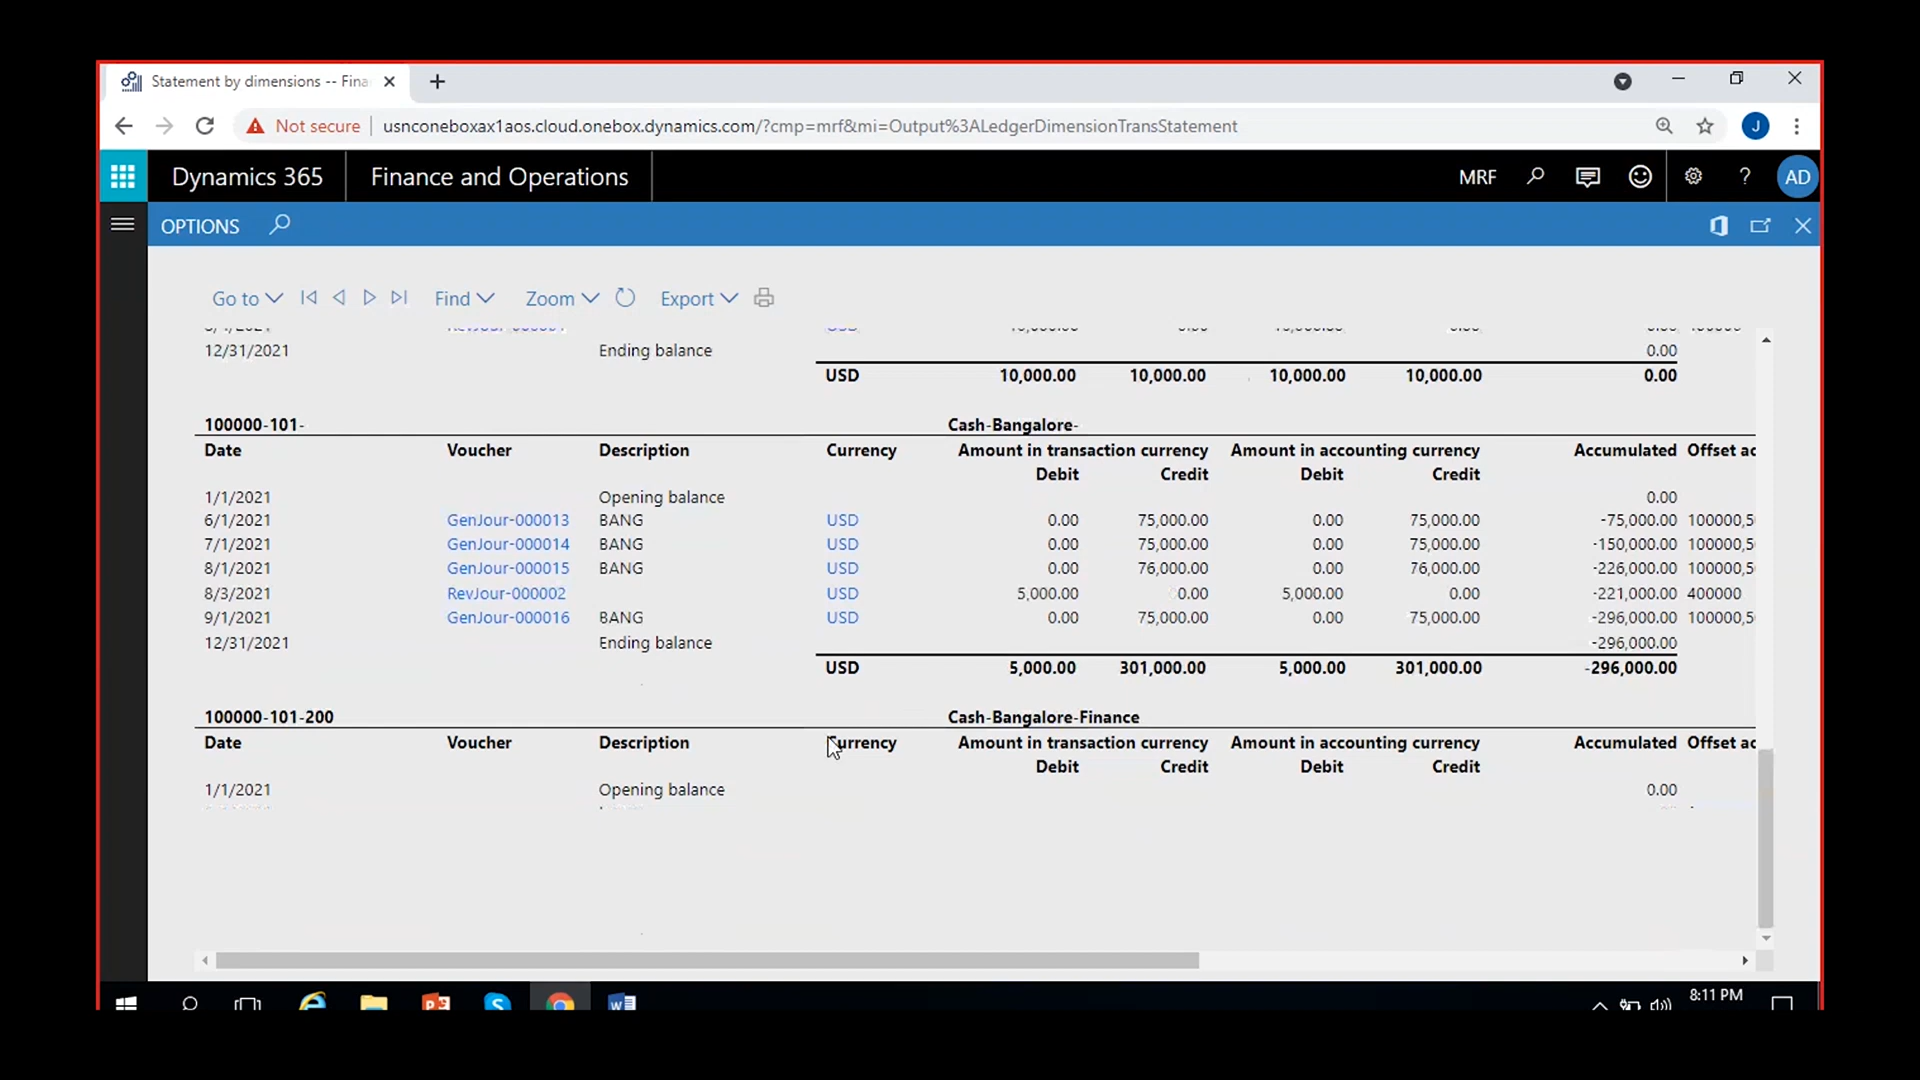 Statement by dimensions -- Fina
Not secure usnconeboxax1aos.cloud.onebox.dynamics.com/?cmp=mrf&mi=Output%3ALedgerDimensionTransStatement J
Dynamics 365 Finance and Operations MRF ? AD
OPTIONS
Go to Find Zoom Export
12/31/2021 Ending balance 0.00
USD 10,000.00 10,000.00 10,000.00 10,000.00 0.00
100000-101- Cash-Bangalore-
Date Voucher Description Currency Amount in transaction currency Amount in accounting currency Accumulated Offset ac
Debit Credit Debit Credit
1/1/2021 Opening balance 0.00
6/1/2021 GenJour-000013 BANG USD 0.00 75,000.00 0.00 75,000.00 -75,000.00 100000,5
7/1/2021 GenJour-000014 BANG USD 0.00 75,000.00 0.00 75,000.00 -150,000.00 100000,5
8/1/2021 GenJour-000015 BANG USD 0.00 76,000.00 0.00 76,000.00 -226,000.00 100000,5
8/3/2021 RevJour-000002 USD 5,000.00 0.00 5,000.00 0.00 -221,000.00 400000
9/1/2021 GenJour-000016 BANG USD 0.00 75,000.00 0.00 75,000.00 -296,000.00 100000,5
12/31/2021 Ending balance -296,000.00
USD 5,000.00 301,000.00 5,000.00 301,000.00 -296,000.00
100000-101-200 Cash-Bangalore-Finance
Date Voucher Description Currency Amount in transaction currency Amount in accounting currency Accumulated Offset ac
Debit Credit Debit Credit
1/1/2021 Opening balance 0.00
8:11 PM